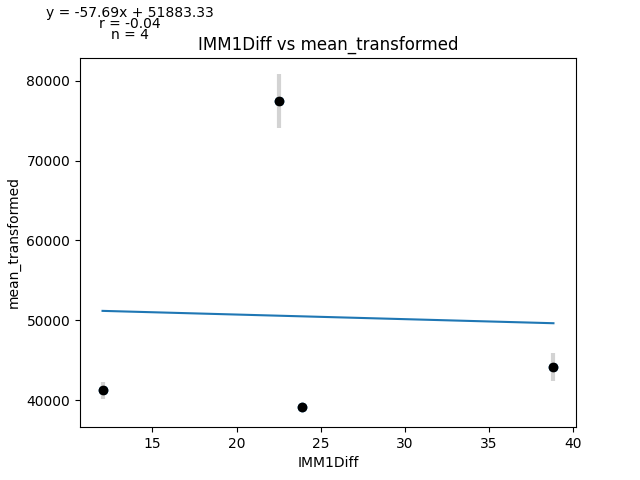 y = -57.69x + 51883.33
r = -0.04
n = 4
IMM1Diff vs mean_transformed
80000
70000
60000
50000
40000
mean_transformed
15
20
25
30
35
40
IMM1Diff